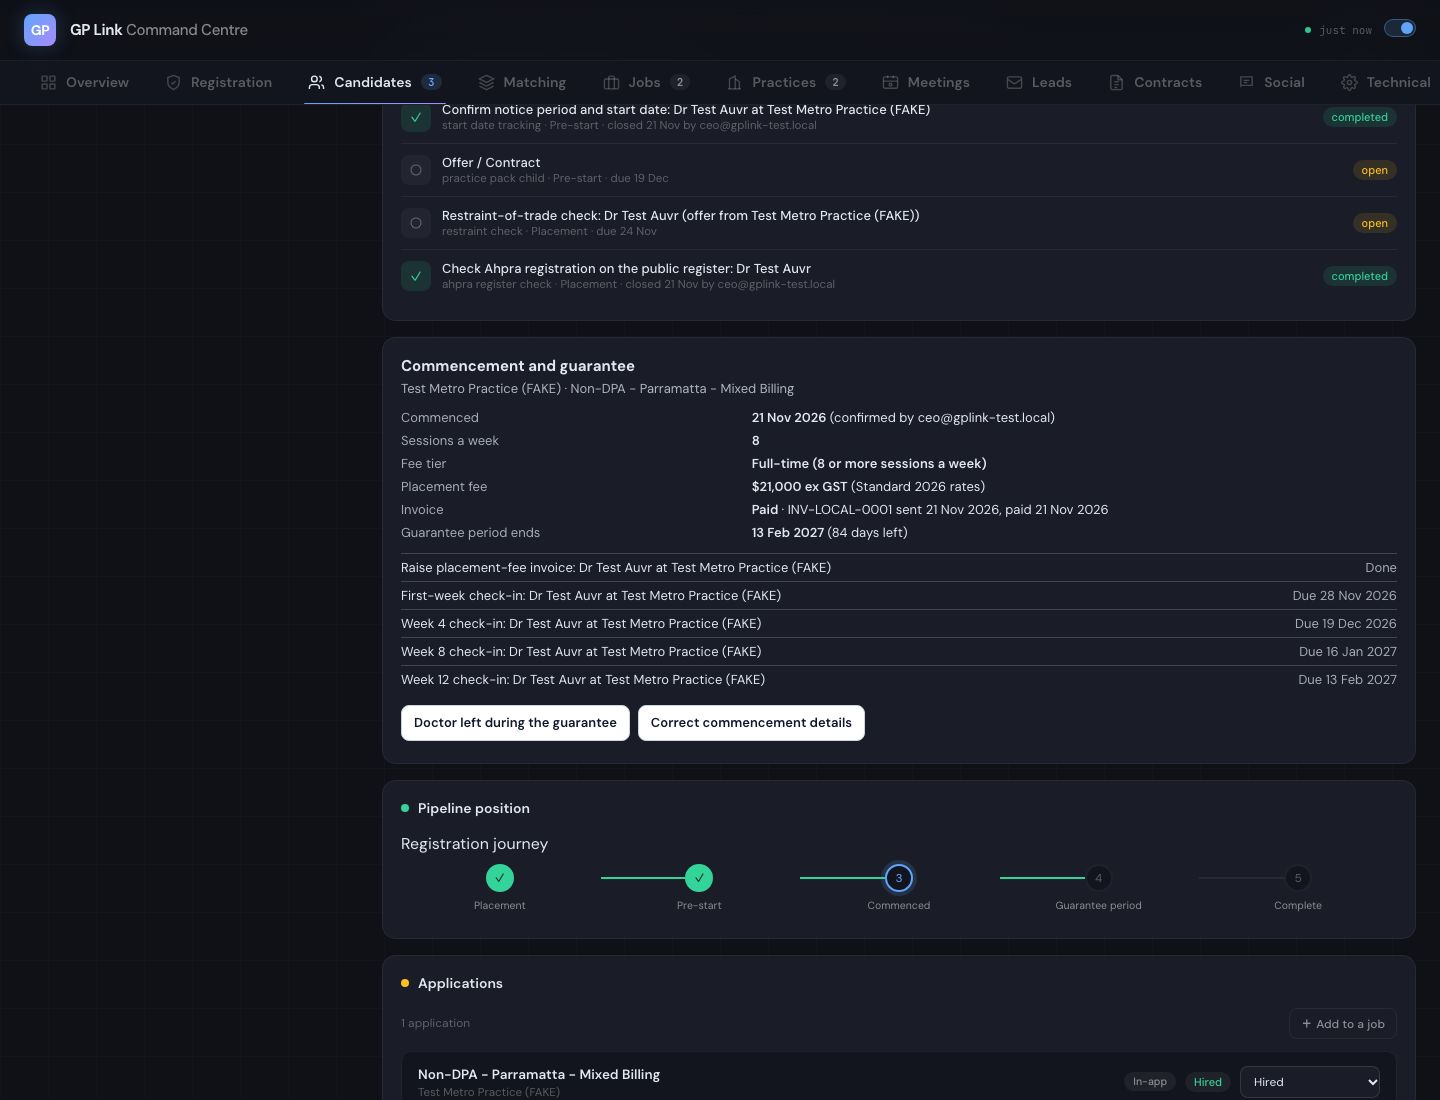 GP GP Link Command Centre
just now
Overview Registration Candidates 3 Matching Jobs 2 Practices 2 Meetings Leads Contracts Social Technical
Confirm notice period and start date: Dr Test Auvr at Test Metro Practice (FAKE)
start date tracking · Pre-start · closed 21 Nov by ceo@gplink-test.local
completed
Offer / Contract
practice pack child · Pre-start · due 19 Dec
open
Restraint-of-trade check: Dr Test Auvr (offer from Test Metro Practice (FAKE))
restraint check · Placement · due 24 Nov
open
Check Ahpra registration on the public register: Dr Test Auvr
ahpra register check · Placement · closed 21 Nov by ceo@gplink-test.local
completed
Commencement and guarantee
Test Metro Practice (FAKE) · Non-DPA - Parramatta - Mixed Billing
Commenced 21 Nov 2026 (confirmed by ceo@gplink-test.local)
Sessions a week 8
Fee tier Full-time (8 or more sessions a week)
Placement fee $21,000 ex GST (Standard 2026 rates)
Invoice Paid · INV-LOCAL-0001 sent 21 Nov 2026, paid 21 Nov 2026
Guarantee period ends 13 Feb 2027 (84 days left)
Raise placement-fee invoice: Dr Test Auvr at Test Metro Practice (FAKE) Done
First-week check-in: Dr Test Auvr at Test Metro Practice (FAKE) Due 28 Nov 2026
Week 4 check-in: Dr Test Auvr at Test Metro Practice (FAKE) Due 19 Dec 2026
Week 8 check-in: Dr Test Auvr at Test Metro Practice (FAKE) Due 16 Jan 2027
Week 12 check-in: Dr Test Auvr at Test Metro Practice (FAKE) Due 13 Feb 2027
Doctor left during the guarantee Correct commencement details
Pipeline position
Registration journey
3 4 5
Placement Pre-start Commenced Guarantee period Complete
Applications
1 application + Add to a job
Non-DPA - Parramatta - Mixed Billing
Test Metro Practice (FAKE)
In-app Hired Hired